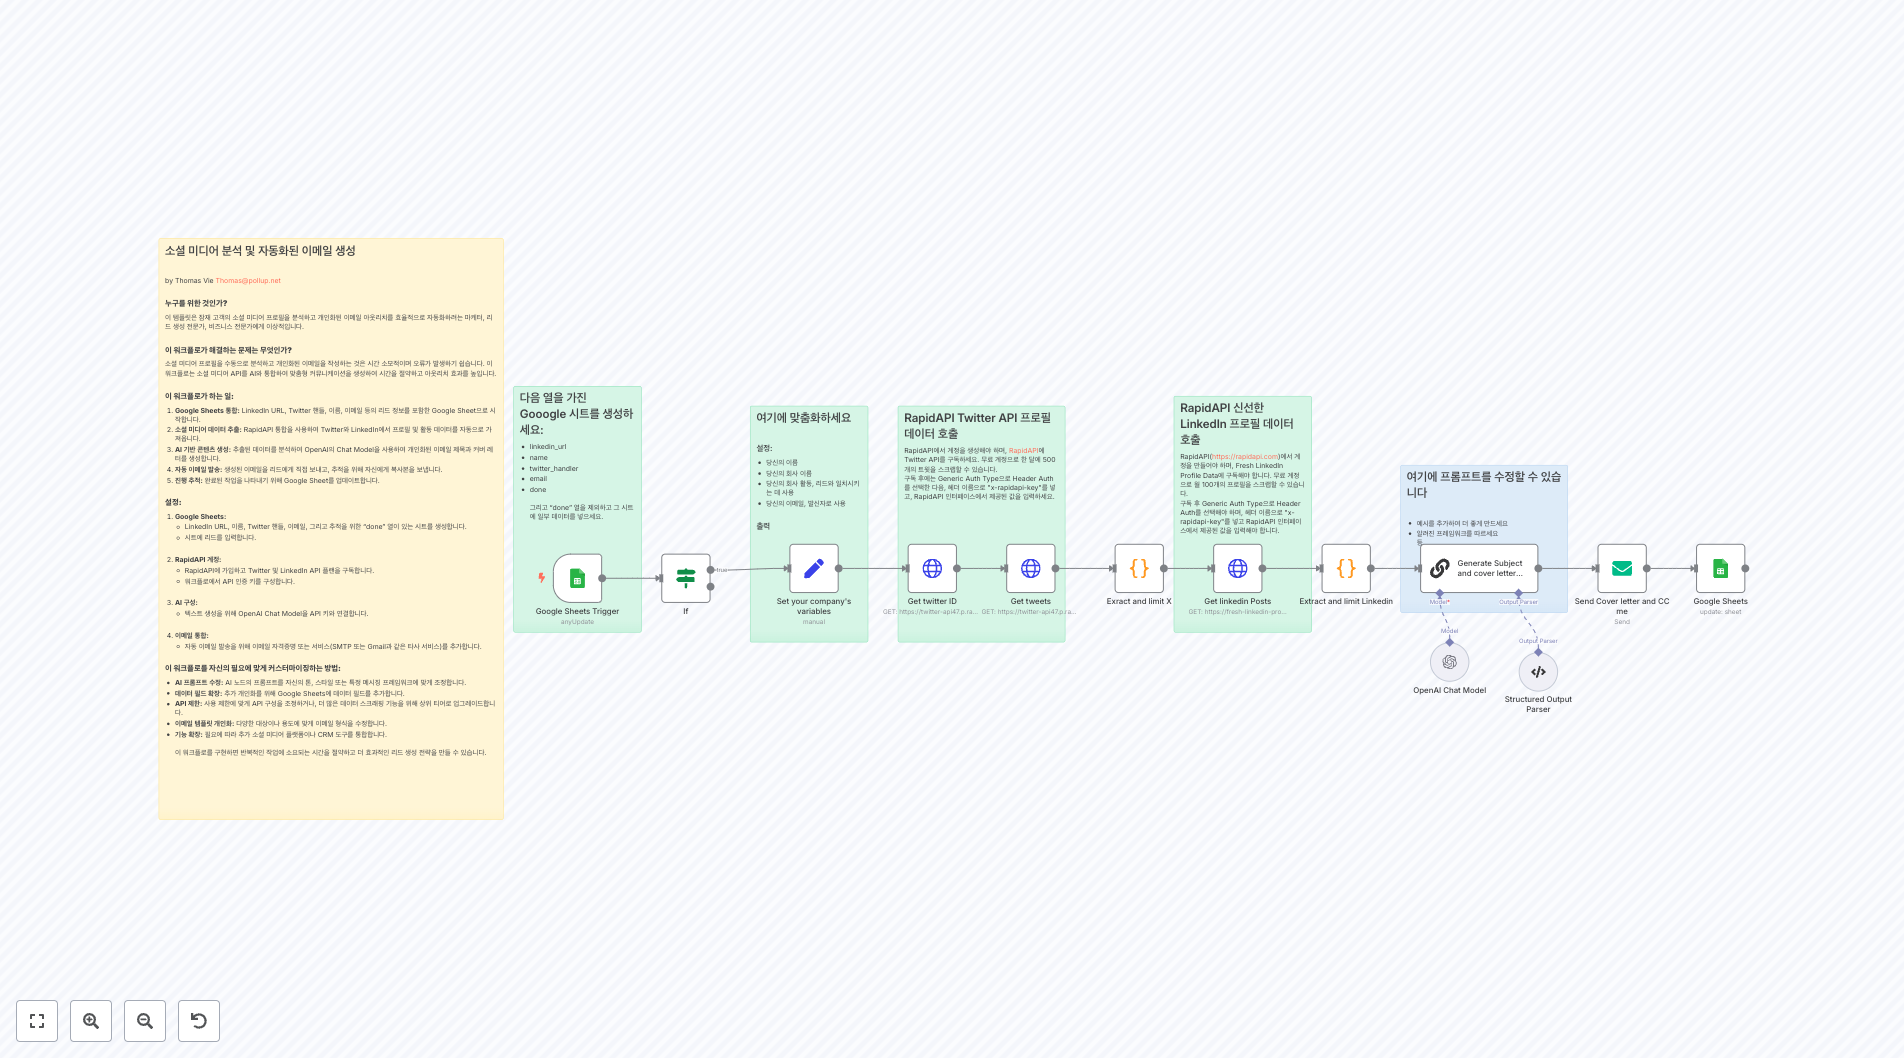 소셜 미디어 분석 및 자동화된 이메일 생성
by Thomas Vie Thomas@pollup.net
누구를 위한 것인가?
이 템플릿은 잠재 고객의 소셜 미디어 프로필을 분석하고 개인화된 이메일 아웃리치를 효율적으로 자동화하려는 마케터, 리
드 생성 전문가, 비즈니스 전문가에게 이상적입니다.
이 워크플로가 해결하는 문제는 무엇인가?
소셜 미디어 프로필을 수동으로 분석하고 개인화된 이메일을 작성하는 것은 시간 소모적이며 오류가 발생하기 쉽습니다. 이
워크플로는 소셜 미디어 API를 AI와 통합하여 맞춤형 커뮤니케이션을 생성하여 시간을 절약하고 아웃리치 효과를 높입니다.
이 워크플로가 하는 일:
1. Google Sheets 통합: LinkedIn URL, Twitter 핸들, 이름, 이메일 등의 리드 정보를 포함한 Google Sheet으로 시
작합니다.
2. 소셜 미디어 데이터 추출: RapidAPI 통합을 사용하여 Twitter와 LinkedIn에서 프로필 및 활동 데이터를 자동으로 가
져옵니다.
3. AI 기반 콘텐츠 생성: 추출된 데이터를 분석하여 OpenAI의 Chat Model을 사용하여 개인화된 이메일 제목과 커버 레
터를 생성합니다.
4. 자동 이메일 발송: 생성된 이메일을 리드에게 직접 보내고, 추적을 위해 자신에게 복사본을 보냅니다.
5. 진행 추적: 완료된 작업을 나타내기 위해 Google Sheet를 업데이트합니다.
설정:
1. Google Sheets:
LinkedIn URL, 이름, Twitter 핸들, 이메일, 그리고 추적을 위한 "done" 열이 있는 시트를 생성합니다.
시트에 리드를 입력합니다.
2. RapidAPI 계정:
RapidAPI에 가입하고 Twitter 및 LinkedIn API 플랜을 구독합니다.
워크플로에서 API 인증 키를 구성합니다.
3. AI 구성:
텍스트 생성을 위해 OpenAI Chat Model을 API 키와 연결합니다.
4. 이메일 통합:
자동 이메일 발송을 위해 이메일 자격증명 또는 서비스(SMTP 또는 Gmail과 같은 타사 서비스)를 추가합니다.
이 워크플로를 자신의 필요에 맞게 커스터마이징하는 방법:
AI 프롬프트 수정: AI 노드의 프롬프트를 자신의 톤, 스타일 또는 특정 메시징 프레임워크에 맞게 조정합니다.
데이터 필드 확장: 추가 개인화를 위해 Google Sheets에 데이터 필드를 추가합니다.
API 제한: 사용 제한에 맞게 API 구성을 조정하거나, 더 많은 데이터 스크래핑 기능을 위해 상위 티어로 업그레이드합니
다.
이메일 템플릿 개인화: 다양한 대상이나 용도에 맞게 이메일 형식을 수정합니다.
기능 확장: 필요에 따라 추가 소셜 미디어 플랫폼이나 CRM 도구를 통합합니다.
이 워크플로를 구현하면 반복적인 작업에 소요되는 시간을 절약하고 더 효과적인 리드 생성 전략을 만들 수 있습니다.
다음 열을 가진
Gooogle 시트를 생성하
세요:
linkedin_url
name
twitter_handler
email
done
그리고 "done" 열을 제외하고 그 시트
에 일부 데이터를 넣으세요.
Google Sheets Trigger
anyUpdate
If
true
여기에 맞춤화하세요
설정:
당신의 이름
당신의 회사 이름
당신의 회사 활동, 리드와 일치시키
는 데 사용
당신의 이메일, 발신자로 사용
출력
Set your company's
variables
manual
RapidAPI Twitter API 프로필
데이터 호출
RapidAPI에서 계정을 생성해야 하며, RapidAPI에
Twitter API를 구독하세요. 무료 계정으로 한 달에 500
개의 트윗을 스크랩할 수 있습니다.
구독 후에는 Generic Auth Type으로 Header Auth
를 선택한 다음, 헤더 이름으로 "x-rapidapi-key"를 넣
고, RapidAPI 인터페이스에서 제공된 값을 입력하세요.
Get twitter ID
GET: https://twitter-api47.p.ra...
Get tweets
GET: https://twitter-api47.p.ra...
Exract and limit X
RapidAPI 신선한
LinkedIn 프로필 데이터
호출
RapidAPI(https://rapidapi.com)에서 계
정을 만들어야 하며, Fresh LinkedIn
Profile Data에 구독해야 합니다. 무료 계정
으로 월 100개의 프로필을 스크랩할 수 있습니
다.
구독 후 Generic Auth Type으로 Header
Auth를 선택해야 하며, 헤더 이름으로 "x-
rapidapi-key"를 넣고 RapidAPI 인터페이
스에서 제공된 값을 입력해야 합니다.
Get linkedin Posts
GET: https://fresh-linkedin-pro...
Extract and limit Linkedin
여기에 프롬프트를 수정할 수 있습
니다
예시를 추가하여 더 좋게 만드세요
알려진 프레임워크를 따르세요
등
Generate Subject
and cover letter...
Model*
Output Parser
Model
Output Parser
OpenAI Chat Model
Structured Output
Parser
Send Cover letter and CC
me
Send
Google Sheets
update: sheet